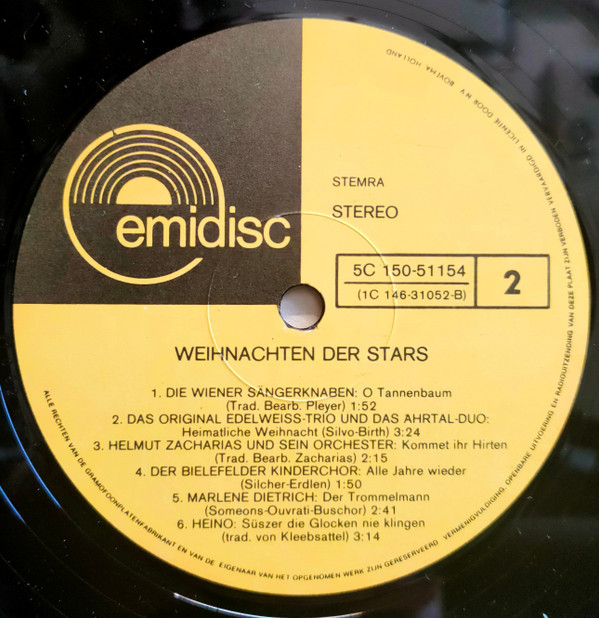 emidisc
STEMRA
STEREO
5C 150-51154
(1C 146-31052-B)
2
WEIHNACHTEN DER STARS
1. DIE WIENER SÄNGERKNABEN: O Tannenbaum
(Trad. Bearb. Pleyer) 1:52
2. DAS ORIGINAL EDELWEISS-TRIO UND DAS AHRTAL-DUO:
Heimatliche Weihnacht (Silvo-Birth) 3:24
3. HELMUT ZACHARIAS UND SEIN ORCHESTER: Kommet ihr Hirten
(Trad. Bearb. Zacharias) 2:15
4. DER BIELEFELDER KINDERCHOR: Alle Jahre wieder
(Silcher-Erdlen) 1:50
5. MARLENE DIETRICH: Der Trommelmann
(Someons-Ouvrati-Buschor) 2:41
6. HEINO: Süszer die Glocken nie klingen
(trad. von Kleebsattel) 3:14
ALLE RECHTEN VAN DE GRAMOFOONPLATENFABRIKANT EN VAN DE EIGENAAR VAN HET OPGENOMEN WERK ZIJN GERESERVEERD. VERMENIGVULDIGING, OPENBARE UITVOERING EN RADIOUITZENDING VAN DEZE PLAAT ZIJN VERBODEN VERVAARDIGD IN LICENTIE DOOR N.V. BOVEMA HOLLAND